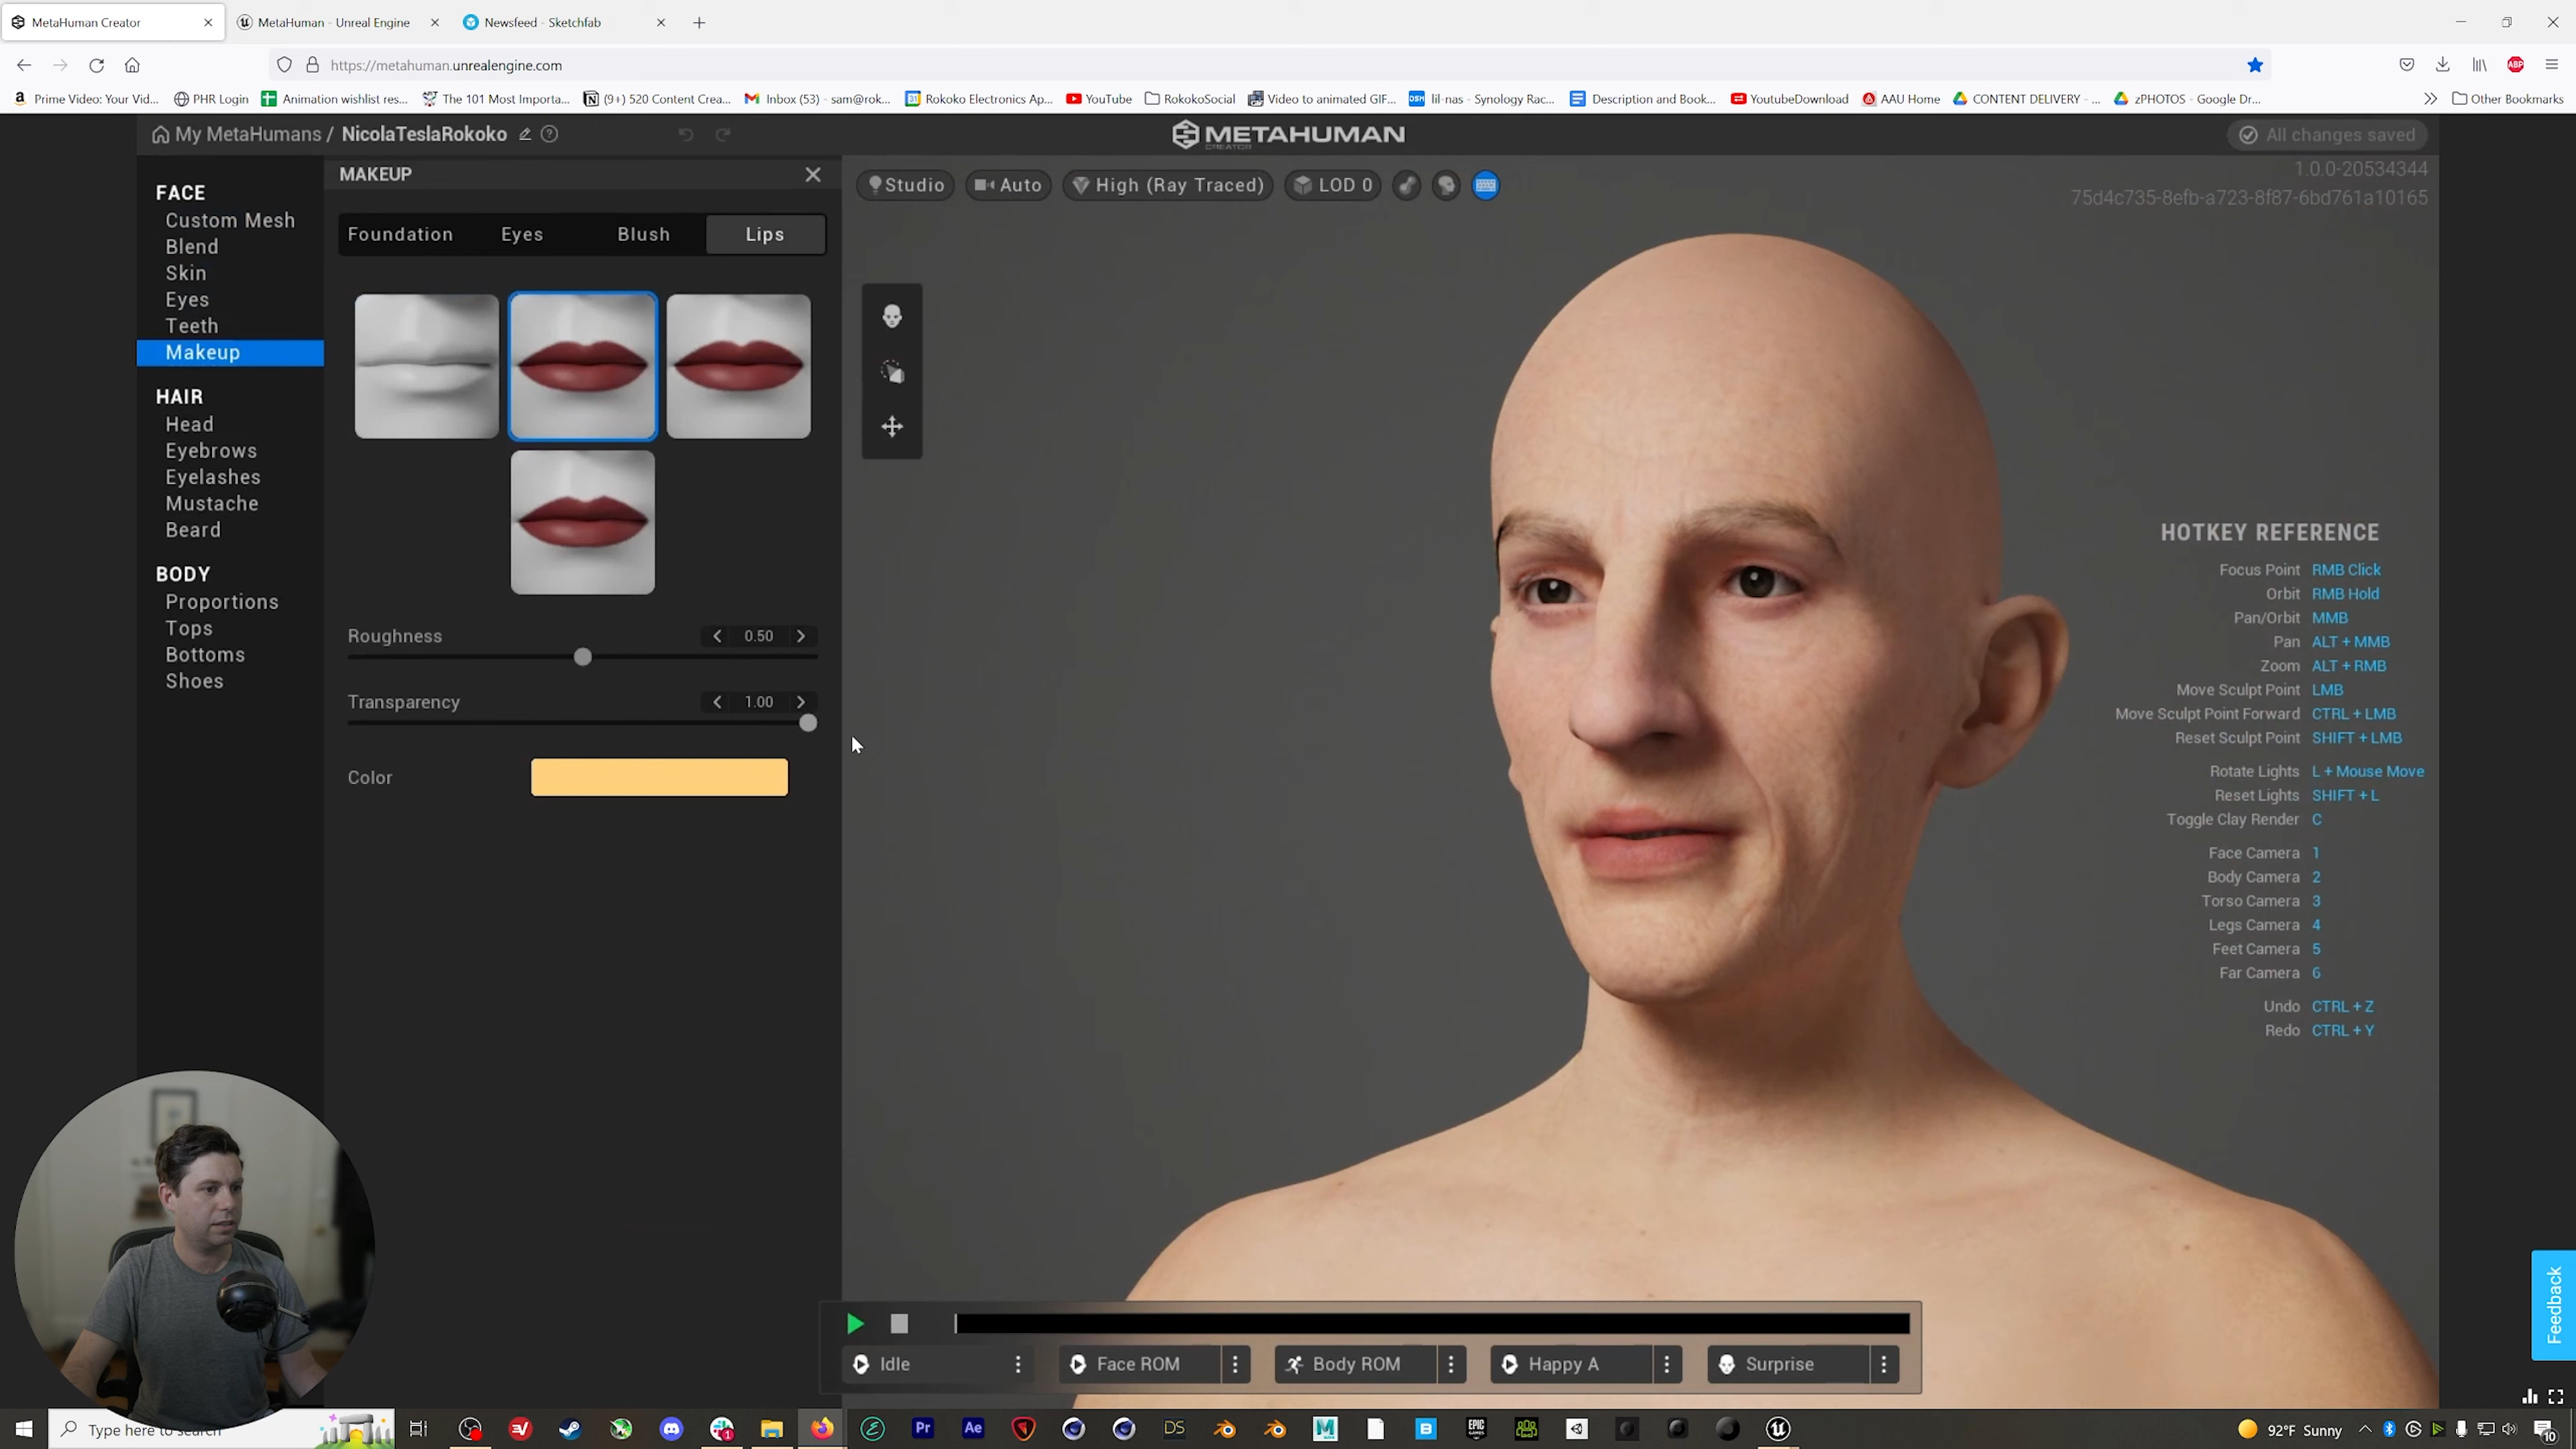 MetaHuman Creator
MetaHuman - Unreal Engine
Newsfeed - Sketchfab
https://metahuman.unrealengine.com
Prime Video: Your Vid...
PHR Login
Animation wishlist res...
The 101 Most Importa...
(9+) 520 Content Crea...
Inbox (53) - sam@rok...
Rokoko Electronics Ap...
YouTube
RokokoSocial
Video to animated GIF...
lil-nas - Synology Rac...
Description and Book...
YoutubeDownload
AAU Home
CONTENT DELIVERY - ...
zPHOTOS - Google Dr...
Other Bookmarks
My MetaHumans / NicolaTeslaRokoko
METAHUMAN
CREATOR
All changes saved
1.0.0-20534344
75d4c735-8efb-a723-8f87-6bd761a10165
FACE
Custom Mesh
Blend
Skin
Eyes
Teeth
Makeup
HAIR
Head
Eyebrows
Eyelashes
Mustache
Beard
BODY
Proportions
Tops
Bottoms
Shoes
MAKEUP
Foundation
Eyes
Blush
Lips
Roughness
0.50
Transparency
1.00
Color
Studio
Auto
High (Ray Traced)
LOD 0
HOTKEY REFERENCE
Focus Point RMB Click
Orbit RMB Hold
Pan/Orbit MMB
Pan ALT + MMB
Zoom ALT + RMB
Move Sculpt Point LMB
Move Sculpt Point Forward CTRL + LMB
Reset Sculpt Point SHIFT + LMB
Rotate Lights L + Mouse Move
Reset Lights SHIFT + L
Toggle Clay Render C
Face Camera 1
Body Camera 2
Torso Camera 3
Legs Camera 4
Feet Camera 5
Far Camera 6
Undo CTRL + Z
Redo CTRL + Y
Feedback
Idle
Face ROM
Body ROM
Happy A
Surprise
Type here to search
Pr
Ae
DS
92°F Sunny
10